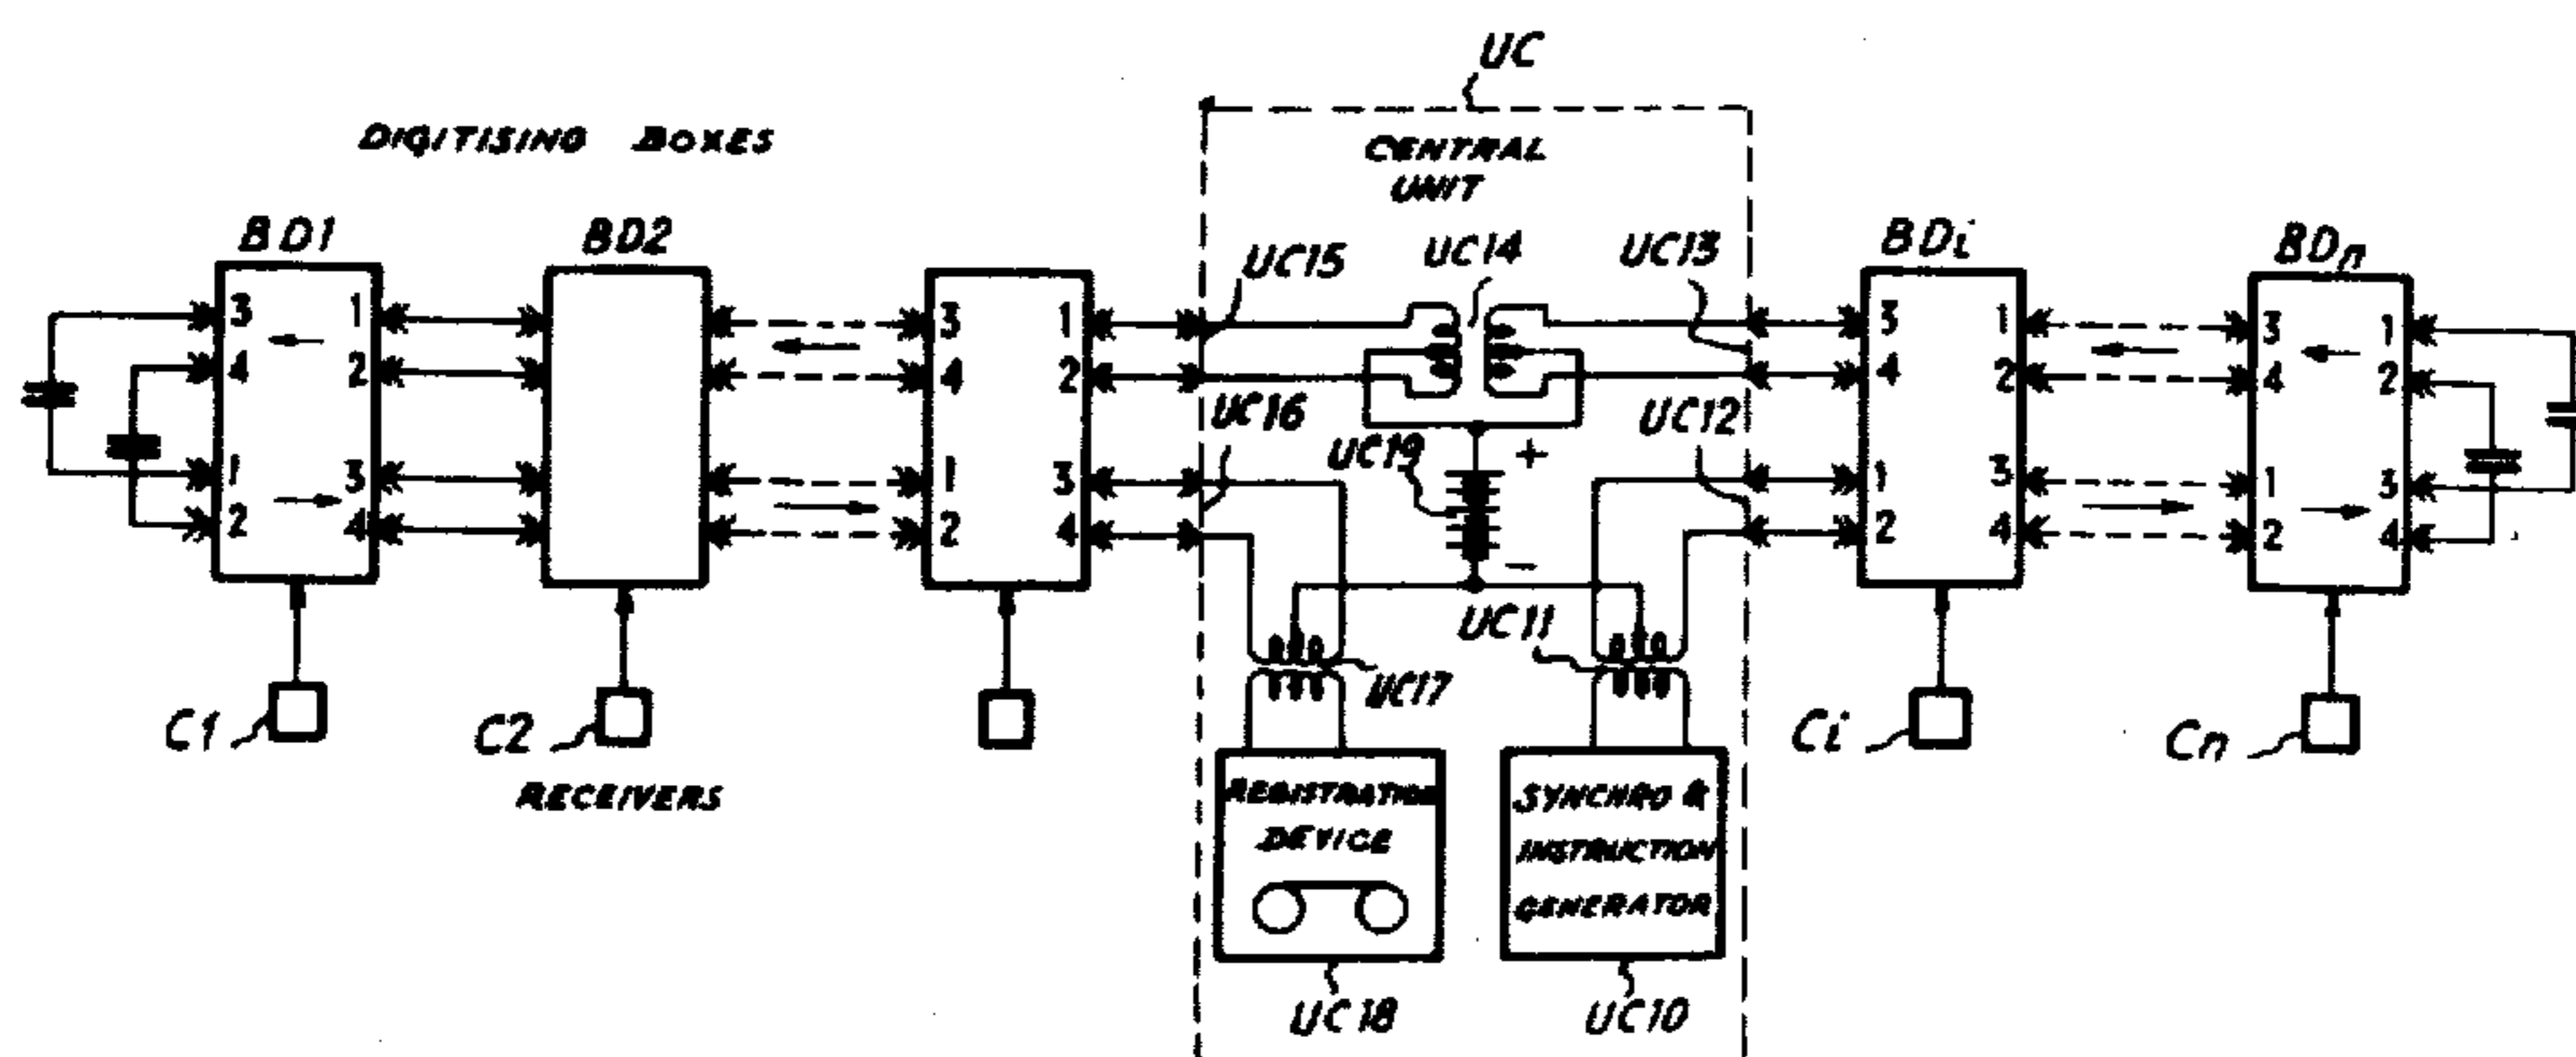 UC
DIGITISING BOXES
CENTRAL
UNIT
BD1
BD2
UC15
UC14
UC13
BDi
BDn
3 1
4 2
1 3
2 4
3 1
4 2
1 3
2 4
UC16
UC19
+
-
UC12
3 1
4 2
1 3
2 4
3 1
4 2
1 3
2 4
UC11
UC17
C1
C2
Ci
Cn
RECEIVERS
REGISTRATION
DEVICE
SYNCHRO &
INSTRUCTION
GENERATOR
UC18
UC10